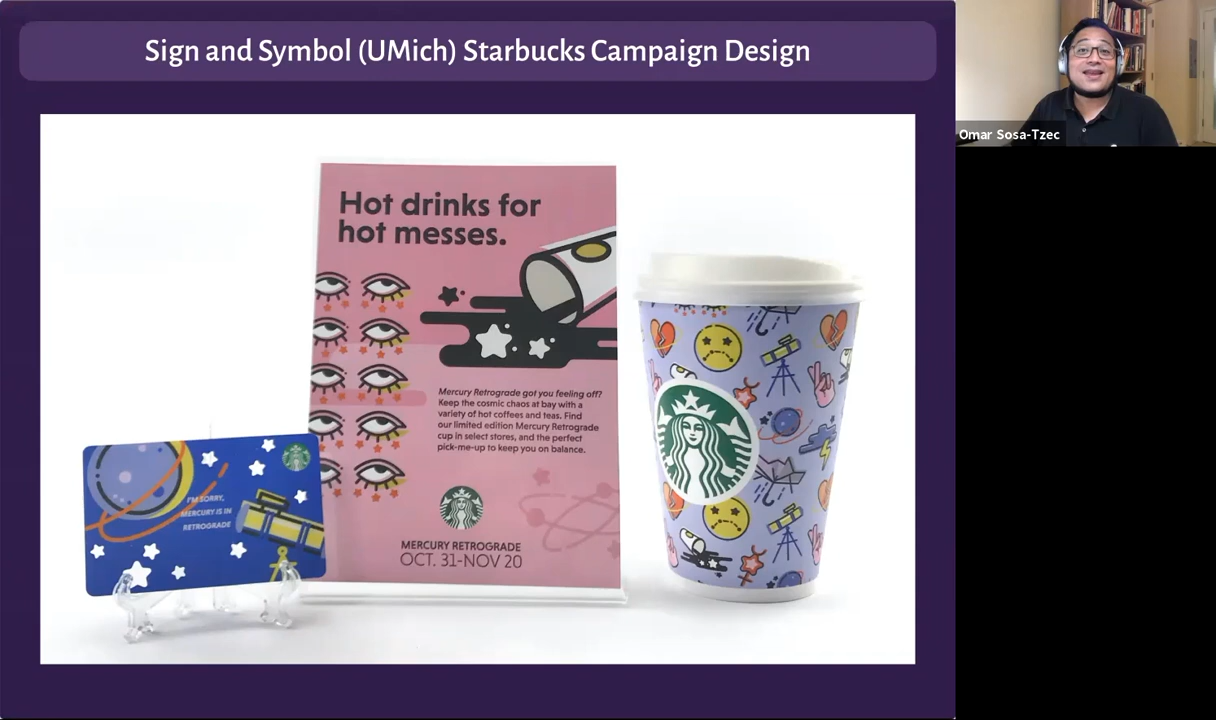 Sign and Symbol (UMich) Starbucks Campaign Design
Omar Sosa-Tzec
Hot drinks for
hot messes.
Mercury Retrograde got you feeling off?
Keep the cosmic chaos at bay with a
variety of hot coffees and teas. Find
our limited edition Mercury Retrograde
cup in select stores, and the perfect
pick-me-up to keep you on balance.
MERCURY RETROGRADE
OCT. 31-NOV 20
I'M SORRY,
MERCURY IS IN
RETROGRADE